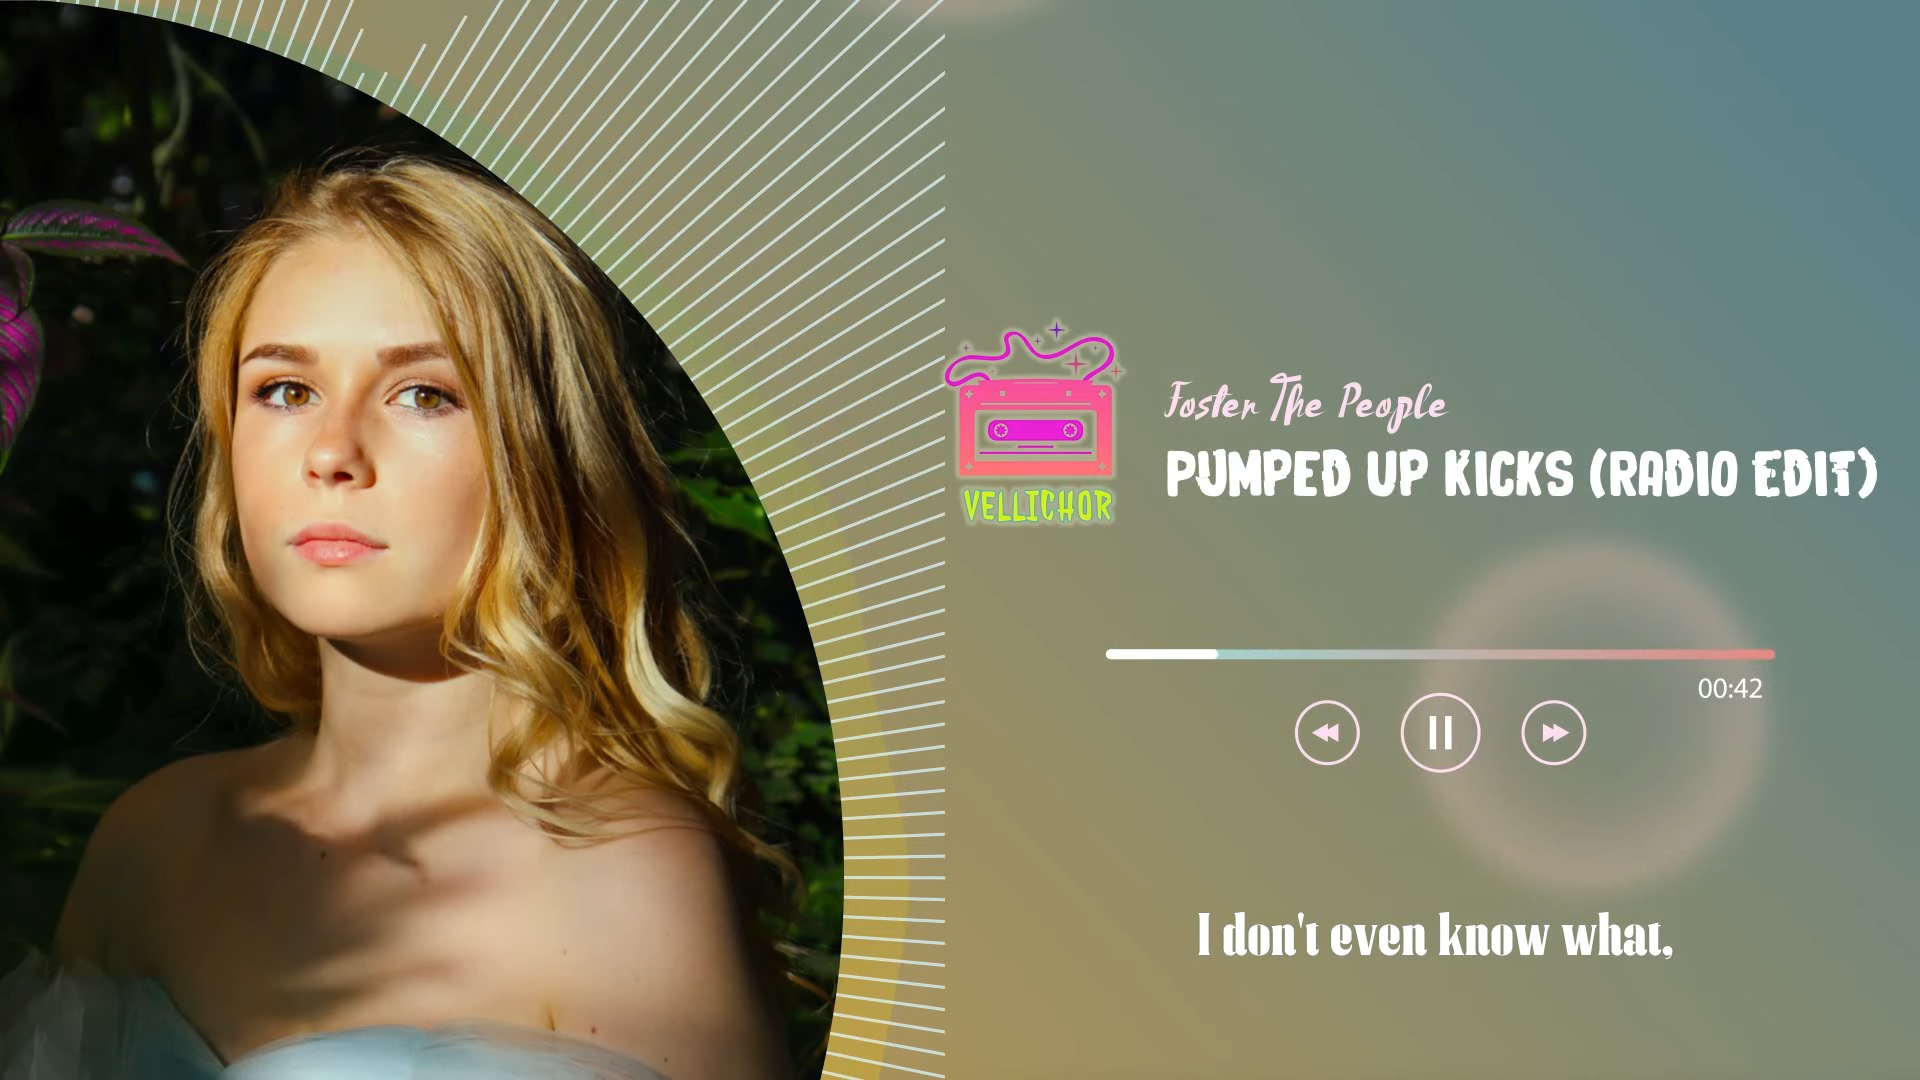 Foster The People
PUMPED UP KICKS (RADIO EDIT)
VELLICHOR
00:42
I don't even know what,